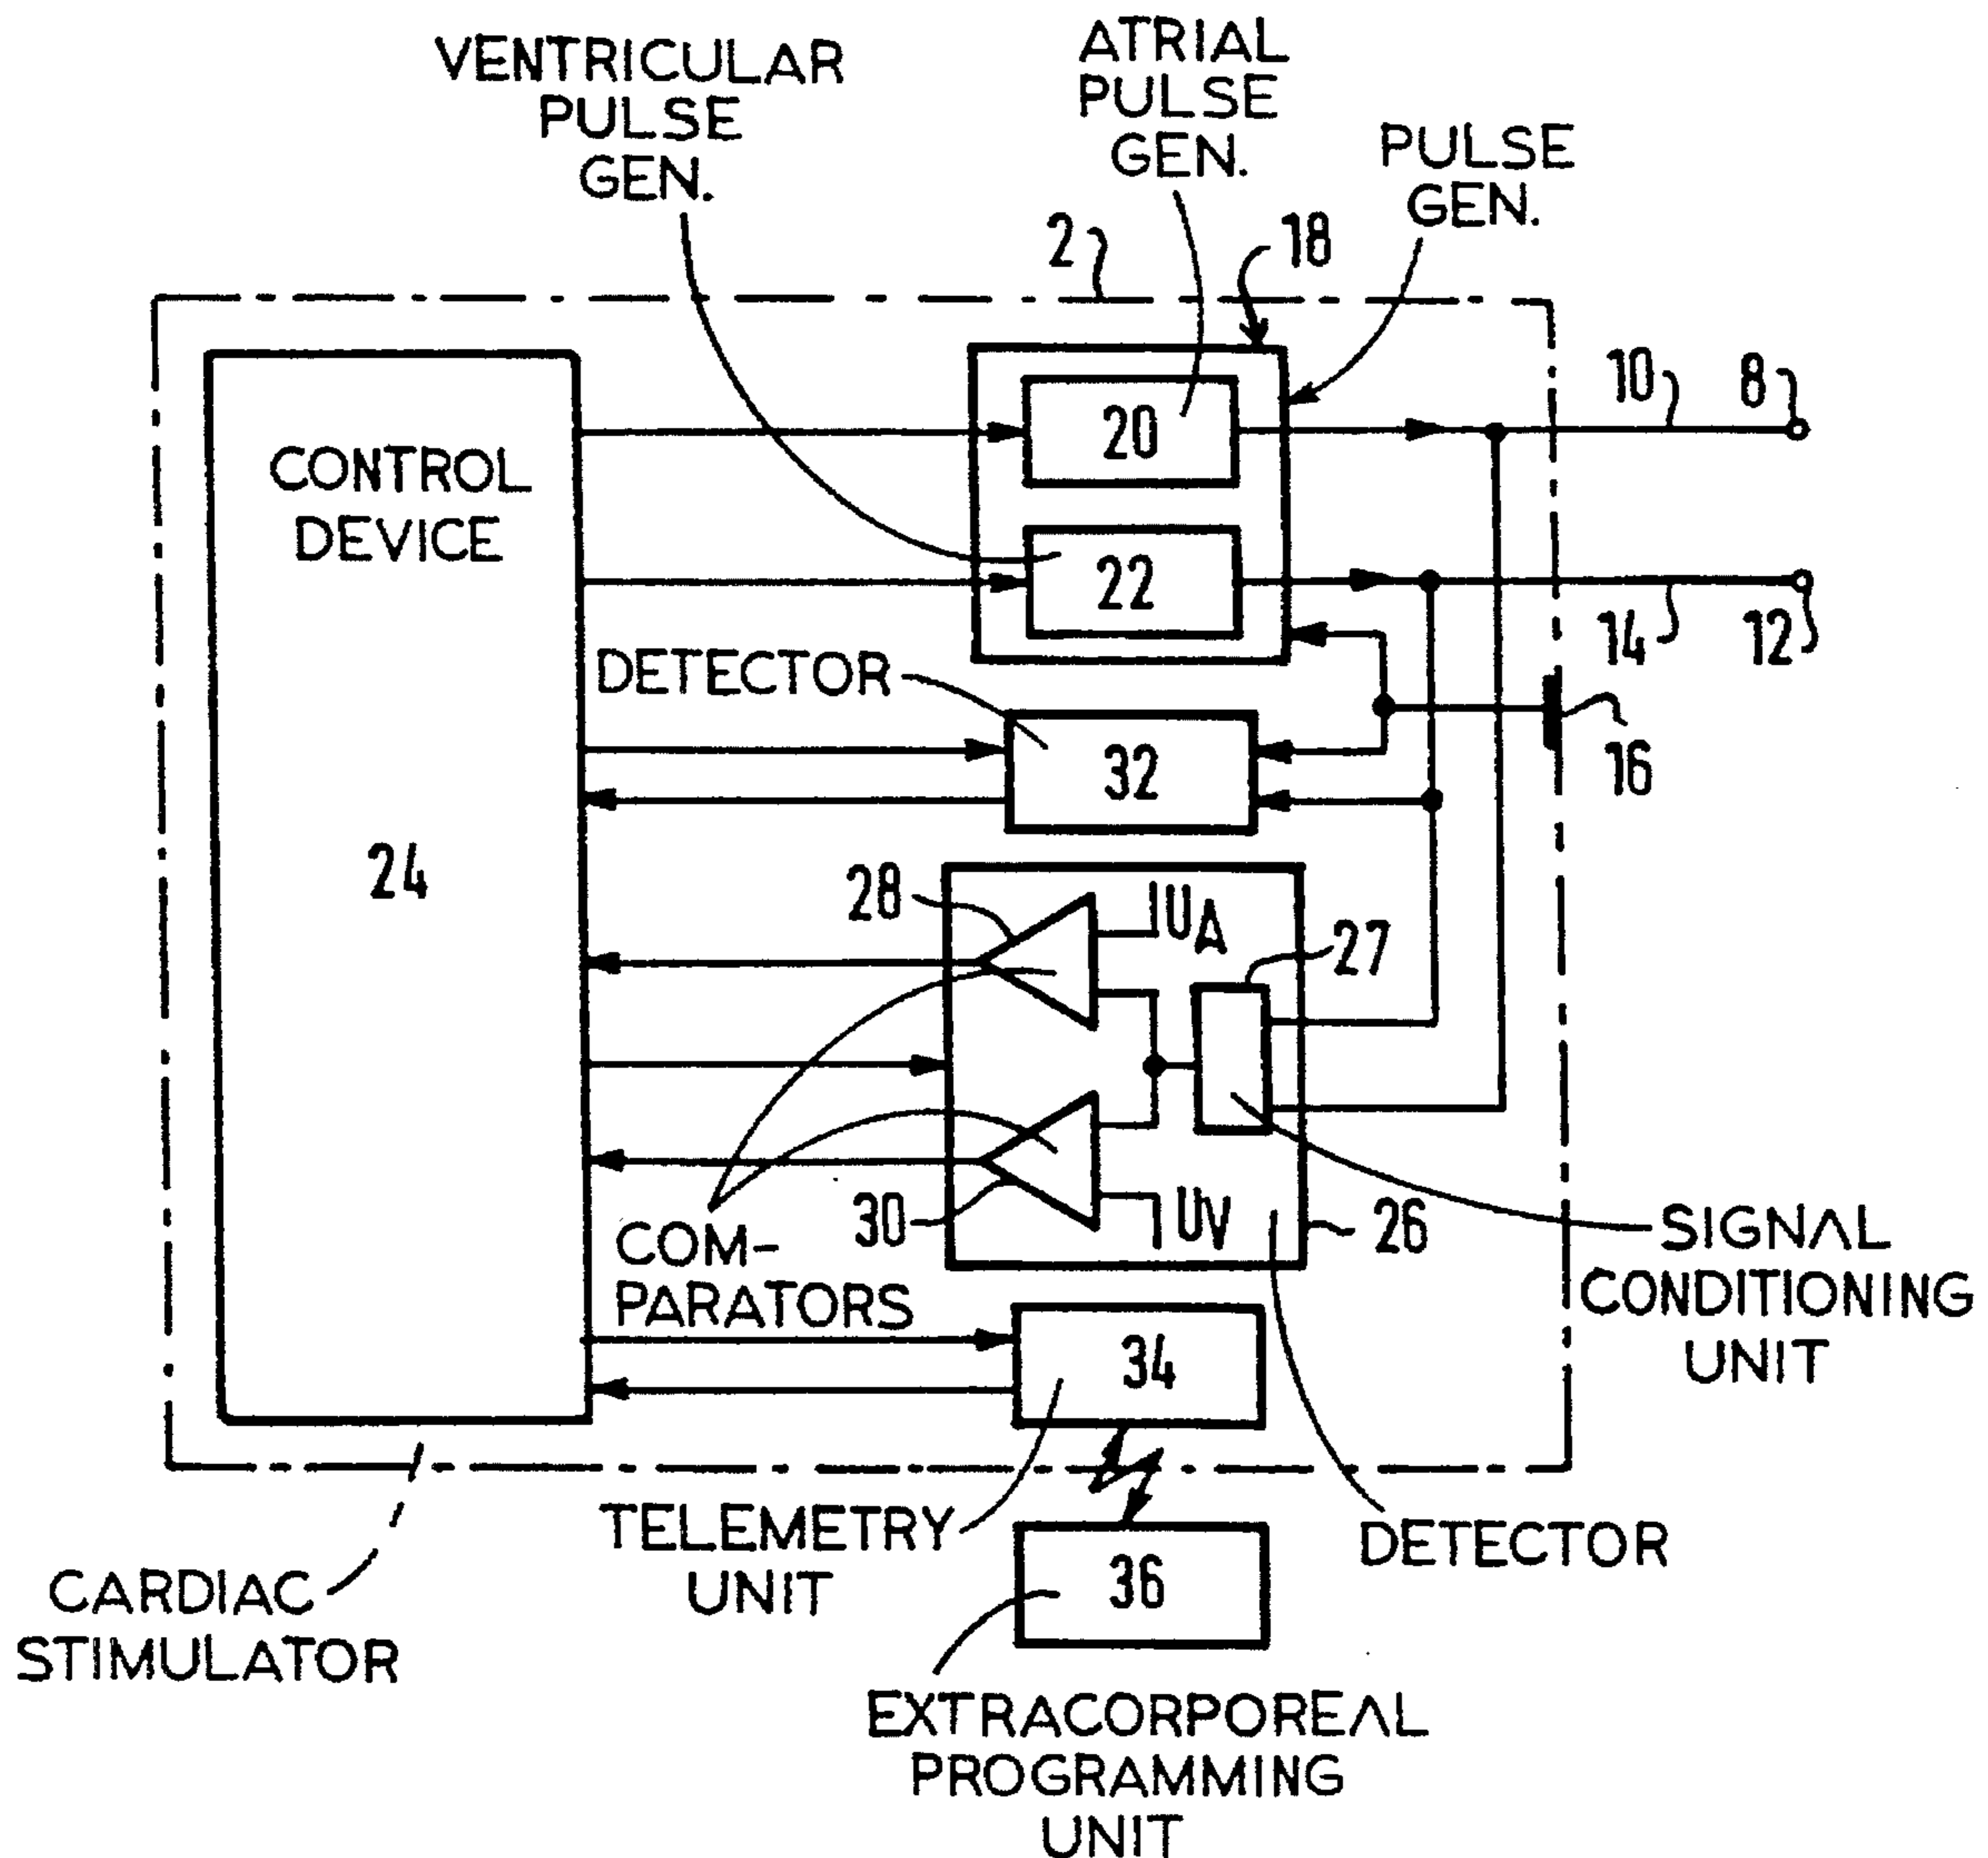 VENTRICULAR
PULSE
GEN.
ATRIAL
PULSE
GEN.
PULSE
GEN.
2
18
10
8
CONTROL
DEVICE
20
22
14
12
DETECTOR
32
16
24
28
UA
27
30
UV
26
COM-
PARATORS
SIGNAL
CONDITIONING
UNIT
34
TELEMETRY
UNIT
DETECTOR
36
CARDIAC
STIMULATOR
EXTRACORPOREAL
PROGRAMMING
UNIT